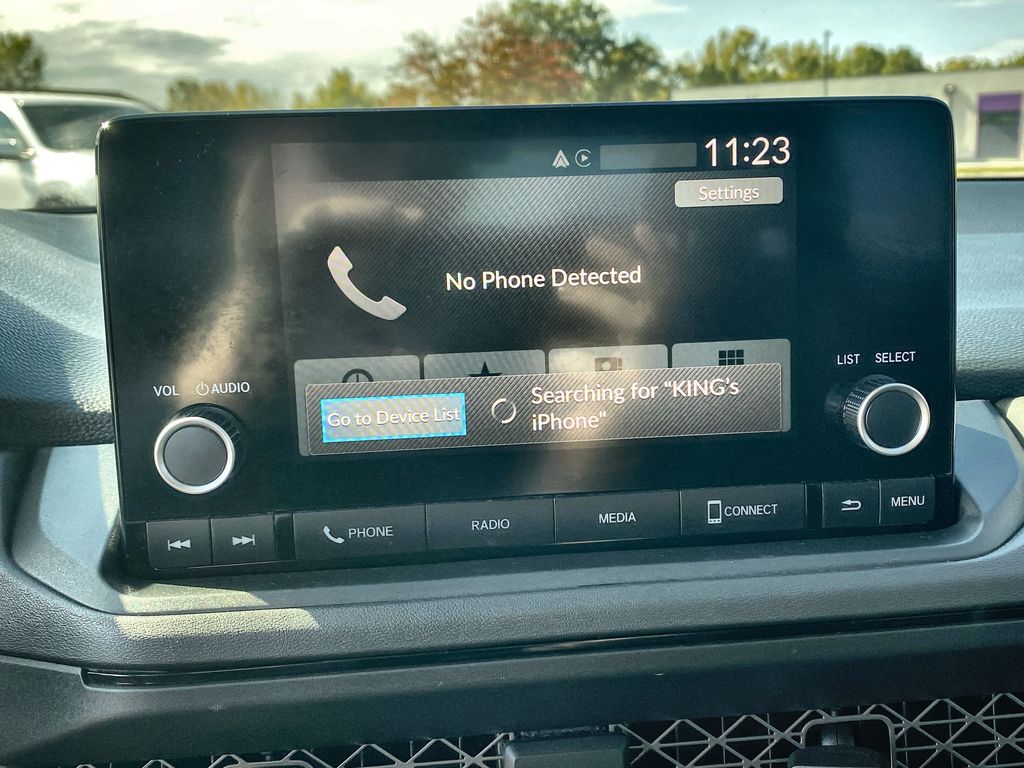 11:23
Settings
No Phone Detected
Go to Device List
Searching for "KING's
iPhone"
VOL AUDIO
LIST SELECT
PHONE
RADIO
MEDIA
CONNECT
MENU